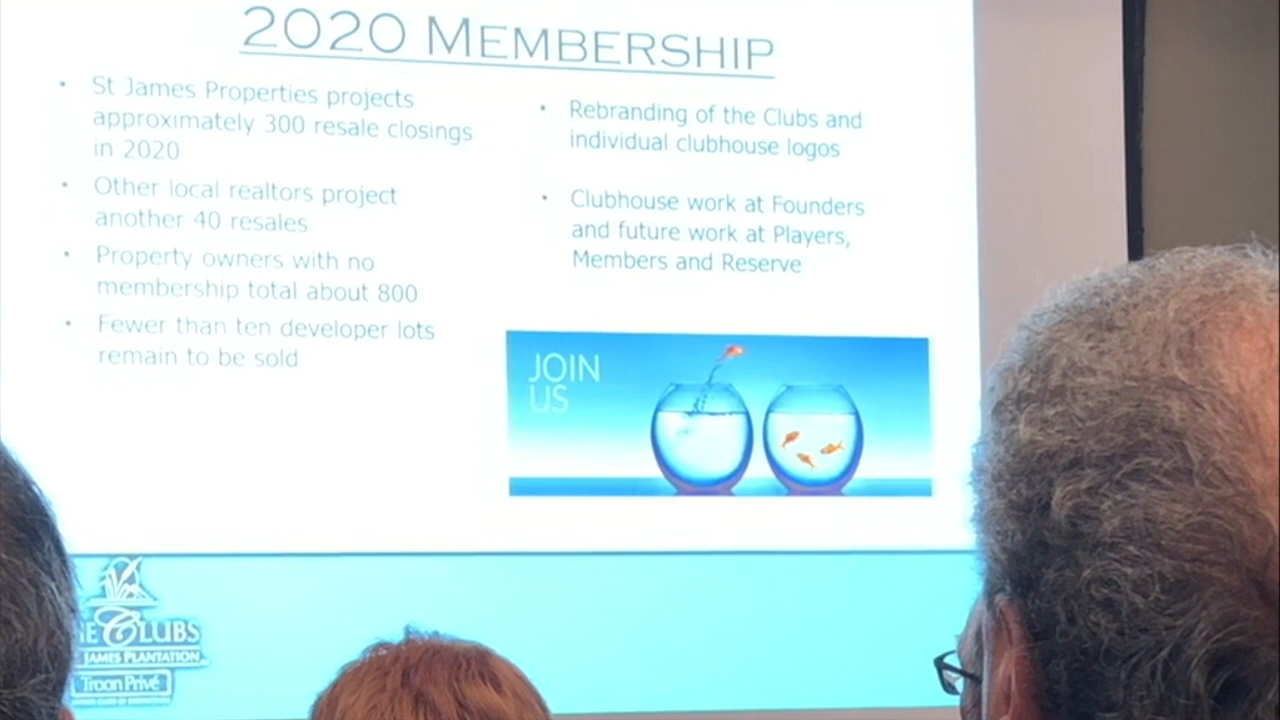 2020 MEMBERSHIP
• St James Properties projects
approximately 300 resale closings
in 2020
• Other local realtors project
another 40 resales
• Property owners with no
membership total about 800
• Fewer than ten developer lots
remain to be sold
• Rebranding of the Clubs and
individual clubhouse logos
• Clubhouse work at Founders
and future work at Players,
Members and Reserve
JOIN
US
E CLUBS
JAMES PLANTATION
Troon Privé